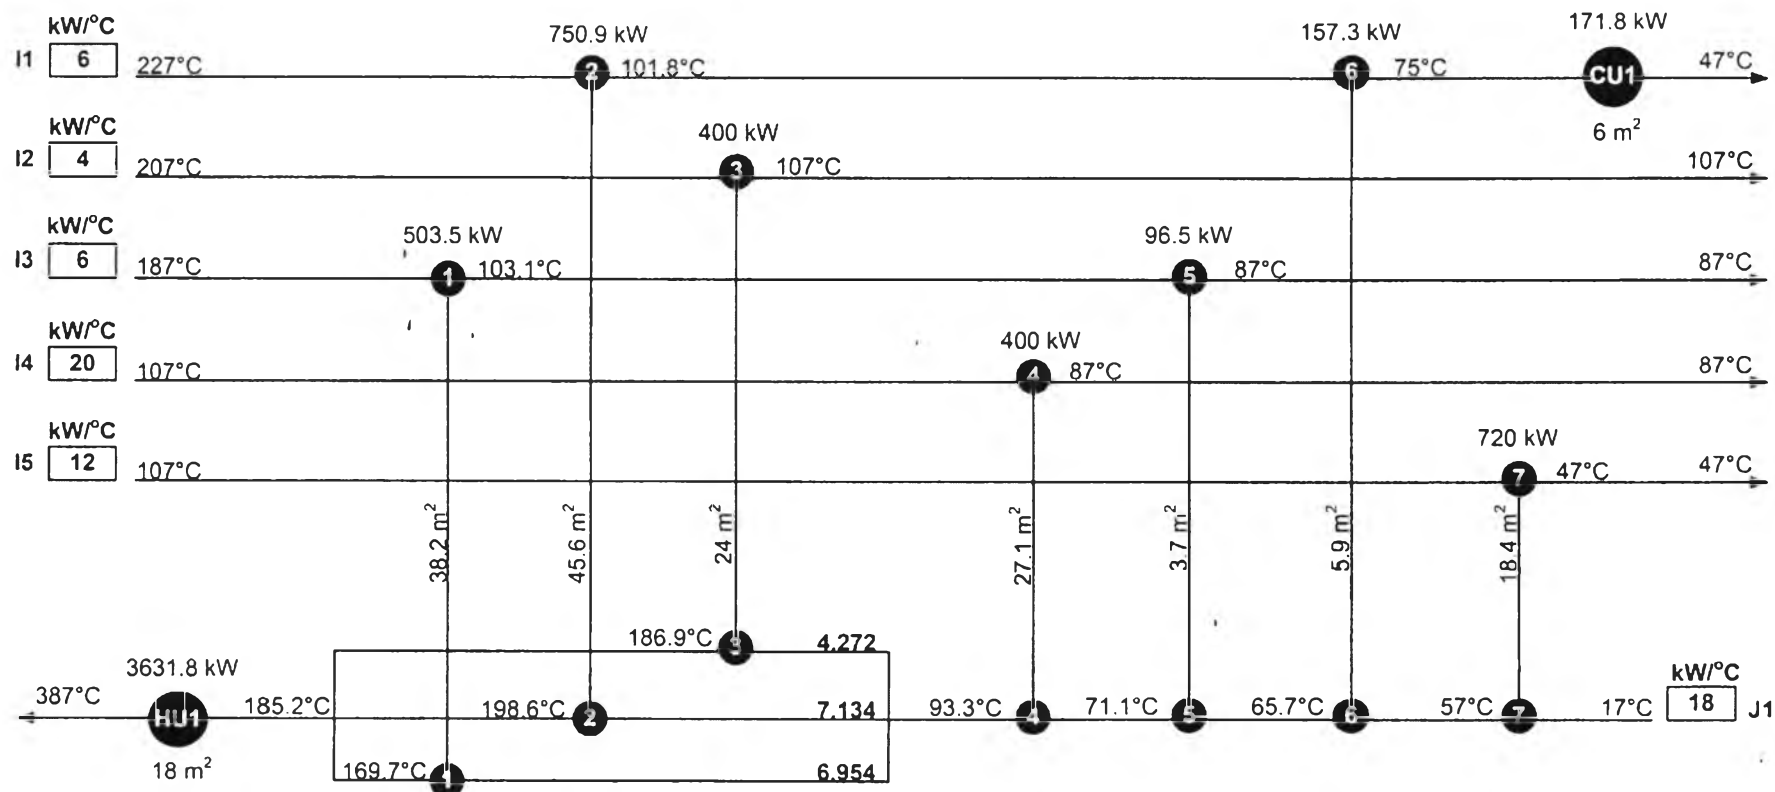 kW/°C
I1 6 227°C
750.9 kW
2 101.8°C
157.3 kW
6 75°C
171.8 kW
CU1
6 m²
47°C
kW/°C
I2 4 207°C
400 kW
3 107°C
107°C
kW/°C
I3 6 187°C
503.5 kW
1 103.1°C
96.5 kW
5 87°C
87°C
kW/°C
I4 20 107°C
400 kW
4 87°C
87°C
kW/°C
I5 12 107°C
720 kW
7 47°C
47°C
38.2 m²
45.6 m²
24 m²
27.1 m²
3.7 m²
5.9 m²
18.4 m²
186.9°C 3 4.272
3631.8 kW
387°C HU1 185.2°C
18 m²
198.6°C 2 7.134
93.3°C 4 71.1°C 5 65.7°C 6 57°C 7 17°C
kW/°C
18 J1
169.7°C 1 6.954